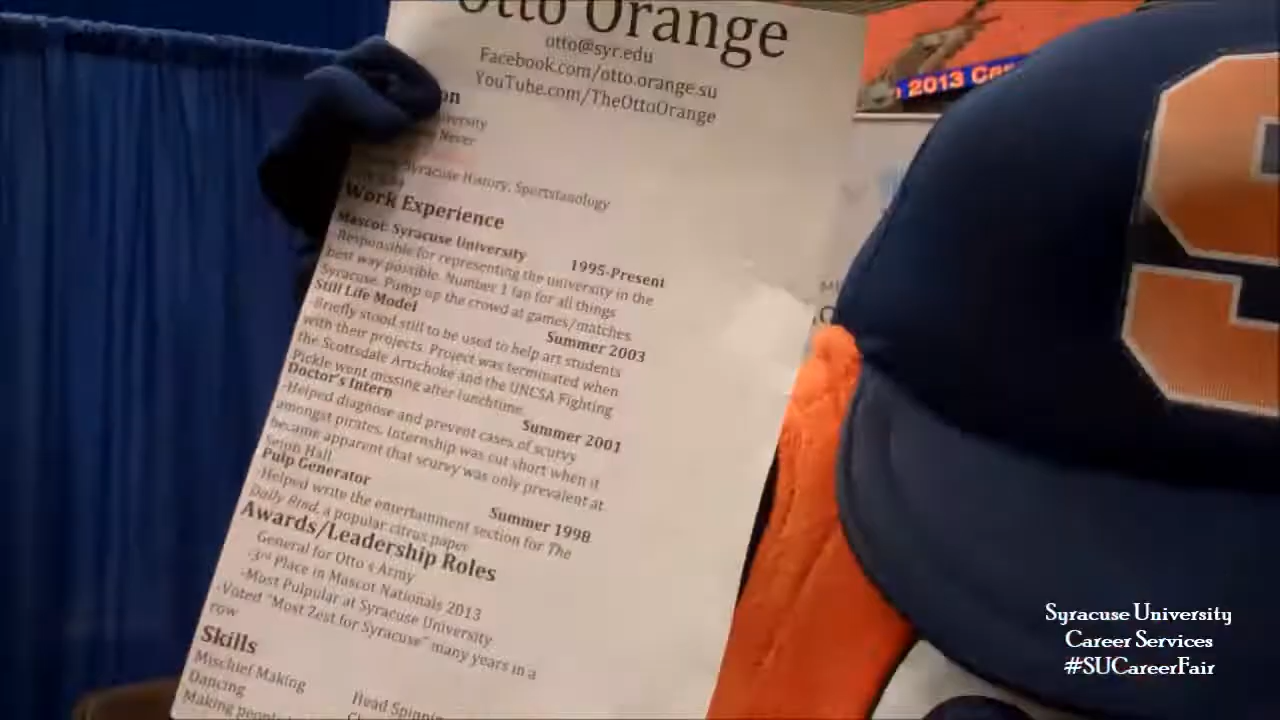 Otto Orange
otto@syr.edu
Facebook.com/otto.orange.su
YouTube.com/TheOttoOrange
on
versity
Never
Syracuse History, Sportstanology
Work Experience
Mascot: Syracuse University 1995-Present
-Responsible for representing the university in the
best way possible. Number 1 fan for all things
Syracuse. Pump up the crowd at games/matches.
Still Life Model Summer 2003
-Briefly stood still to be used to help art students
with their projects. Project was terminated when
the Scottsdale Artichoke and the UNCSA Fighting
Pickle went missing after lunchtime.
Doctor's Intern Summer 2001
-Helped diagnose and prevent cases of scurvy
amongst pirates. Internship was cut short when it
became apparent that scurvy was only prevalent at
Seton Hall.
Pulp Generator Summer 1998
-Helped write the entertainment section for The
Daily Rind, a popular citrus paper
Awards/Leadership Roles
General for Otto's Army
-3rd Place in Mascot Nationals 2013
-Most Pulpular at Syracuse University
-Voted "Most Zest for Syracuse" many years in a
row
Skills
Mischief Making
Head Spinnin
Dancing
Making peopl
2013 Car
S
Syracuse University
Career Services
#SUCareerFair